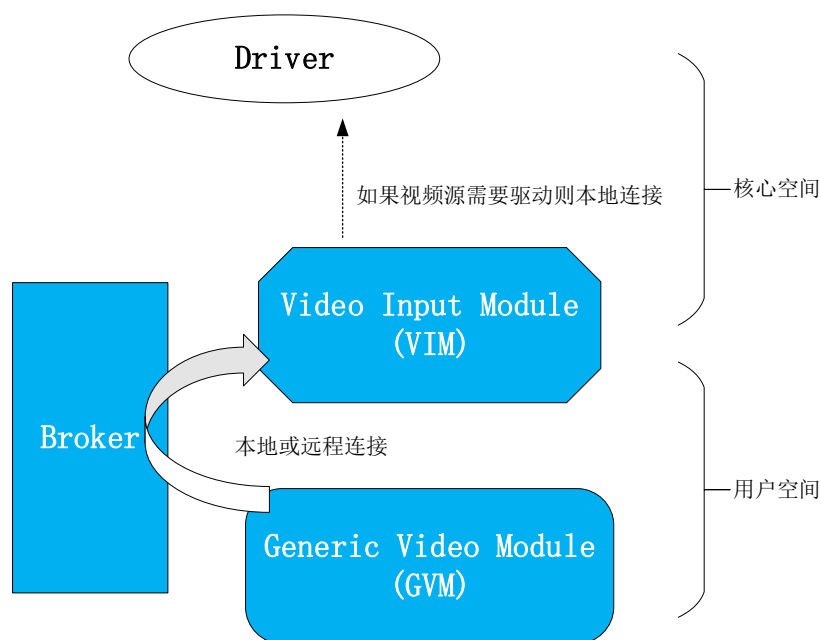 Driver
如果视频源需要驱动则本地连接
核心空间
Video Input Module
(VIM)
Broker
本地或远程连接
用户空间
Generic Video Module
(GVM)